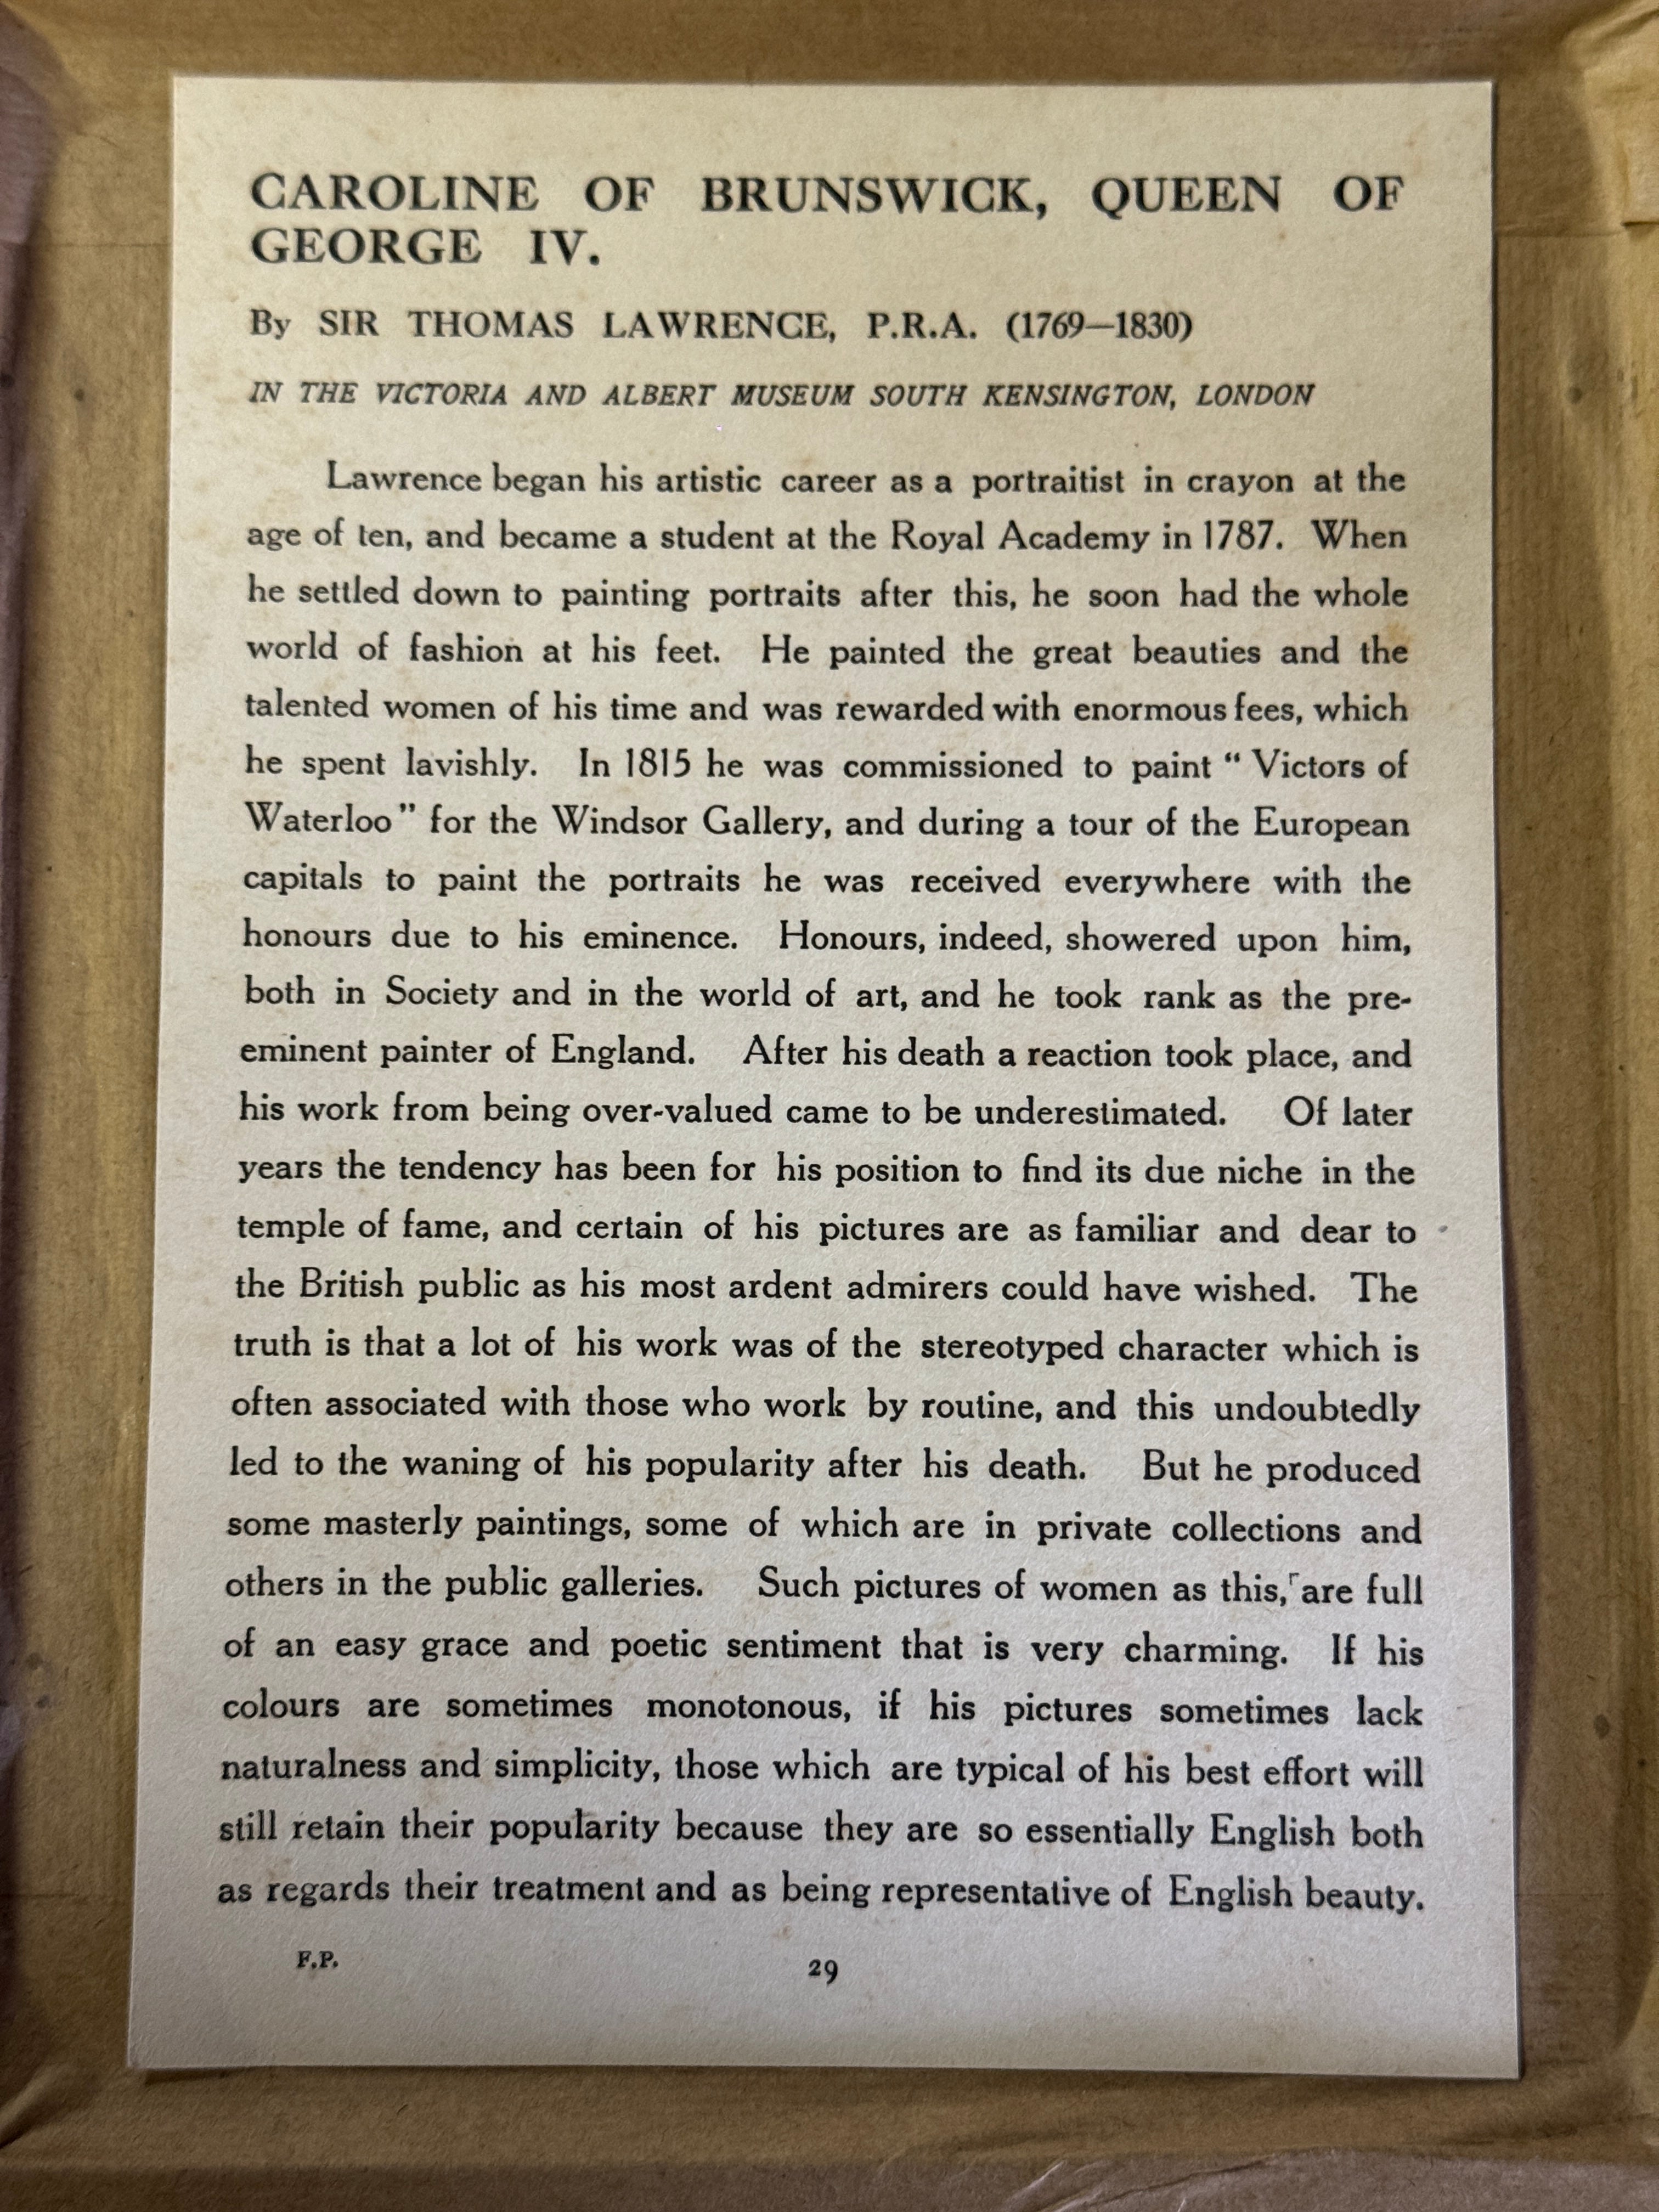 CAROLINE OF BRUNSWICK, QUEEN OF
GEORGE IV.
By SIR THOMAS LAWRENCE, P.R.A. (1769—1830)
IN THE VICTORIA AND ALBERT MUSEUM SOUTH KENSINGTON, LONDON
Lawrence began his artistic career as a portraitist in crayon at the
age of ten, and became a student at the Royal Academy in 1787. When
he settled down to painting portraits after this, he soon had the whole
world of fashion at his feet. He painted the great beauties and the
talented women of his time and was rewarded with enormous fees, which
he spent lavishly. In 1815 he was commissioned to paint “ Victors of
Waterloo ” for the Windsor Gallery, and during a tour of the European
capitals to paint the portraits he was received everywhere with the
honours due to his eminence. Honours, indeed, showered upon him,
both in Society and in the world of art, and he took rank as the pre-
eminent painter of England. After his death a reaction took place, and
his work from being over-valued came to be underestimated. Of later
years the tendency has been for his position to find its due niche in the
temple of fame, and certain of his pictures are as familiar and dear to
the British public as his most ardent admirers could have wished. The
truth is that a lot of his work was of the stereotyped character which is
often associated with those who work by routine, and this undoubtedly
led to the waning of his popularity after his death. But he produced
some masterly paintings, some of which are in private collections and
others in the public galleries. Such pictures of women as this, are full
of an easy grace and poetic sentiment that is very charming. If his
colours are sometimes monotonous, if his pictures sometimes lack
naturalness and simplicity, those which are typical of his best effort will
still retain their popularity because they are so essentially English both
as regards their treatment and as being representative of English beauty.
F.P. 29